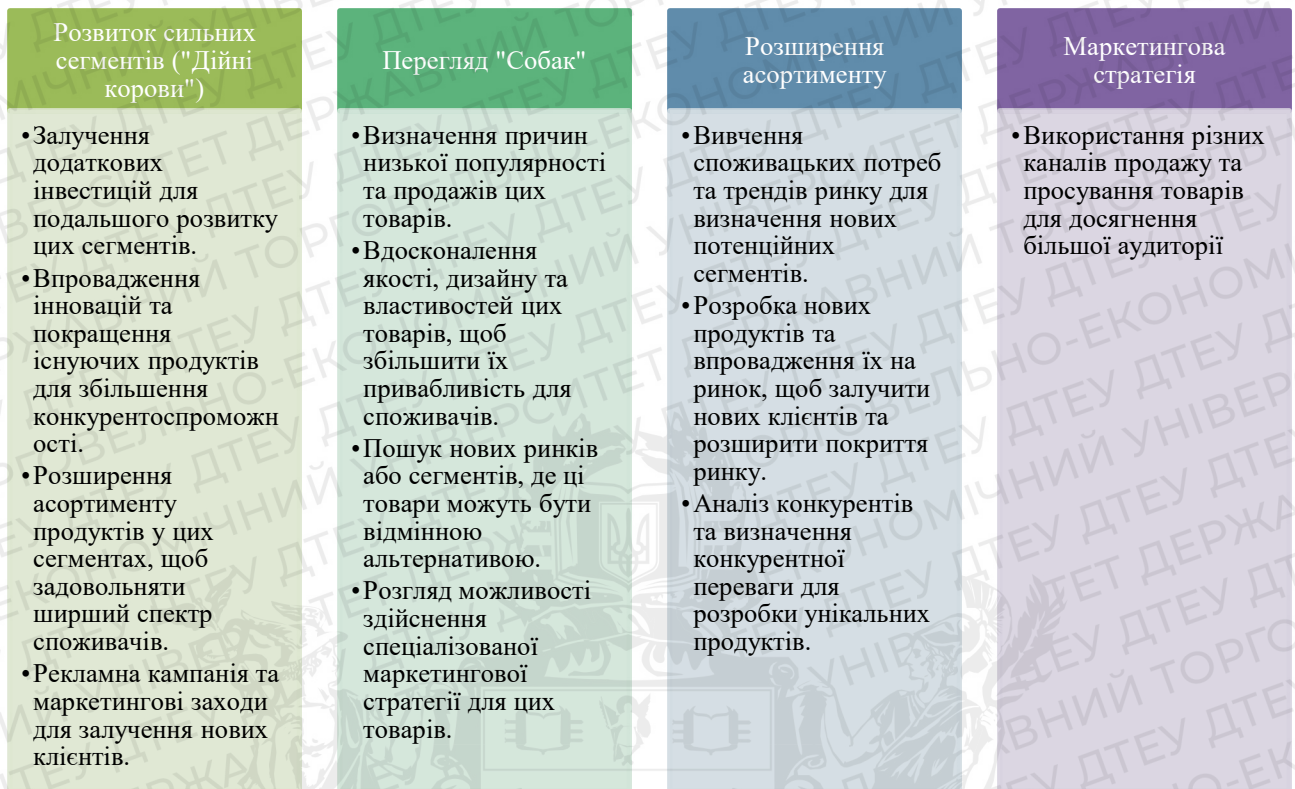 Розвиток сильних
сегментів ("Дійні
корови")
•Залучення
додаткових
інвестицій для
подальшого розвитку
цих сегментів.
•Впровадження
інновацій та
покращення
існуючих продуктів
для збільшення
конкурентоспроможн
ості.
•Розширення
асортименту
продуктів у цих
сегментах, щоб
задовольняти
ширший спектр
споживачів.
•Рекламна кампанія та
маркетингові заходи
для залучення нових
клієнтів.
Перегляд "Собак"
•Визначення причин
низької популярності
та продажів цих
товарів.
•Вдосконалення
якості, дизайну та
властивостей цих
товарів, щоб
збільшити їх
привабливість для
споживачів.
•Пошук нових ринків
або сегментів, де ці
товари можуть бути
відмінною
альтернативою.
•Розгляд можливості
здійснення
спеціалізованої
маркетингової
стратегії для цих
товарів.
Розширення
асортименту
•Вивчення
споживацьких потреб
та трендів ринку для
визначення нових
потенційних
сегментів.
•Розробка нових
продуктів та
впровадження їх на
ринок, щоб залучити
нових клієнтів та
розширити покриття
ринку.
•Аналіз конкурентів
та визначення
конкурентної
переваги для
розробки унікальних
продуктів.
Маркетингова
стратегія
•Використання різних
каналів продажу та
просування товарів
для досягнення
більшої аудиторії